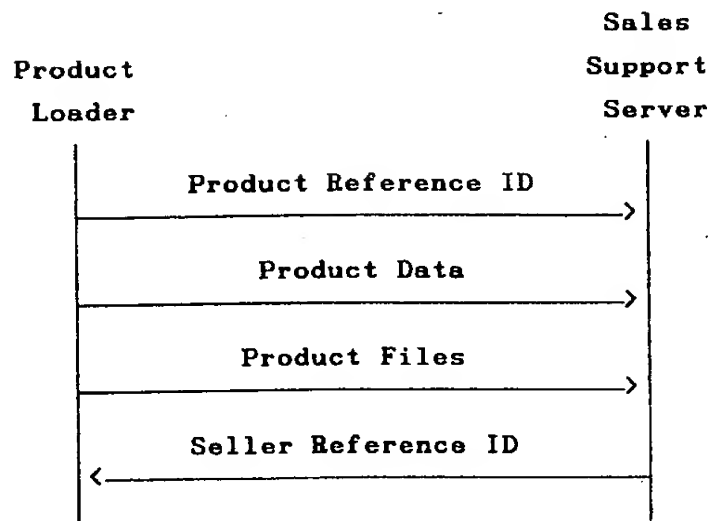 Product
Loader
Sales
Support
Server
Product Reference ID
Product Data
Product Files
Seller Reference ID